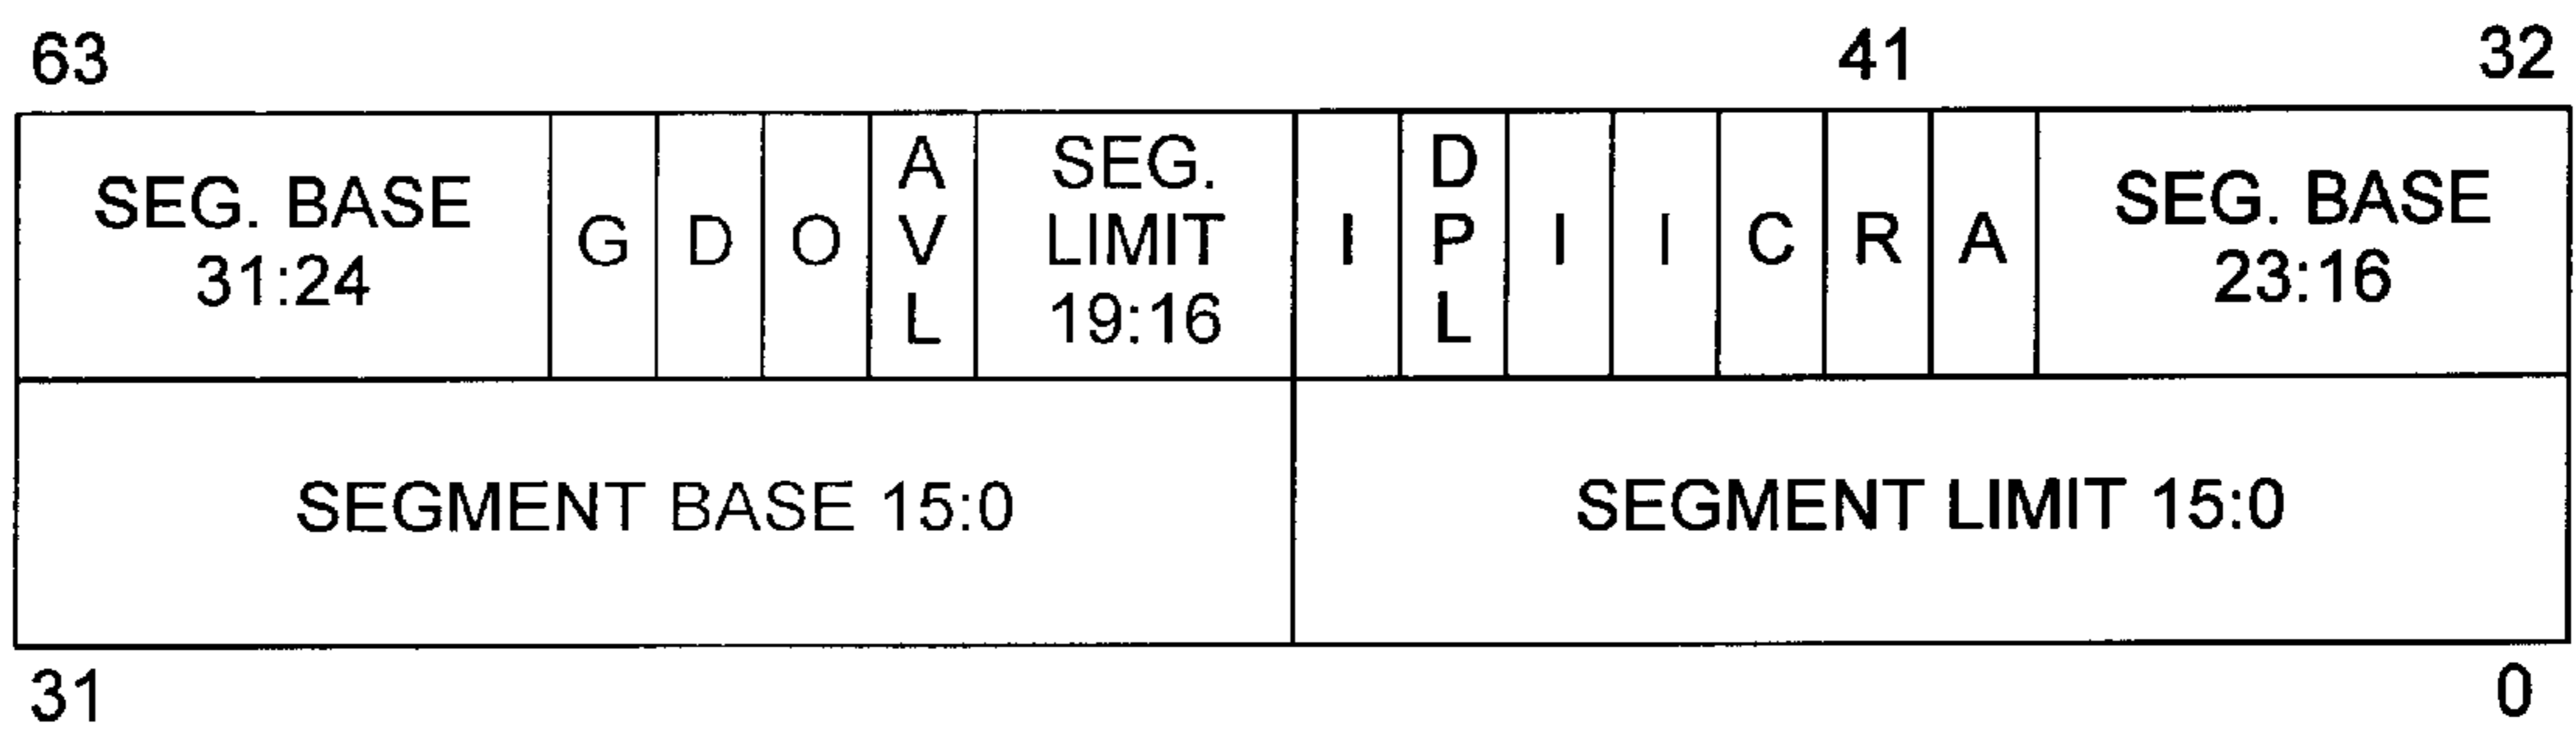 63 41 32
SEG. BASE
31:24
G
D
O
A
V
L
SEG.
LIMIT
19:16
I
D
P
L
I
I
C
R
A
SEG. BASE
23:16
SEGMENT BASE 15:0
SEGMENT LIMIT 15:0
31 0